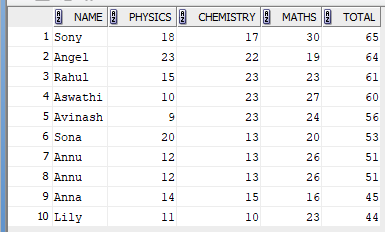 NAME PHYSICS CHEMISTRY MATHS TOTAL
1 Sony 18 17 30 65
2 Angel 23 22 19 64
3 Rahul 15 23 23 61
4 Aswathi 10 23 27 60
5 Avinash 9 23 24 56
6 Sona 20 13 20 53
7 Annu 12 13 26 51
8 Annu 12 13 26 51
9 Anna 14 15 16 45
10 Lily 11 10 23 44